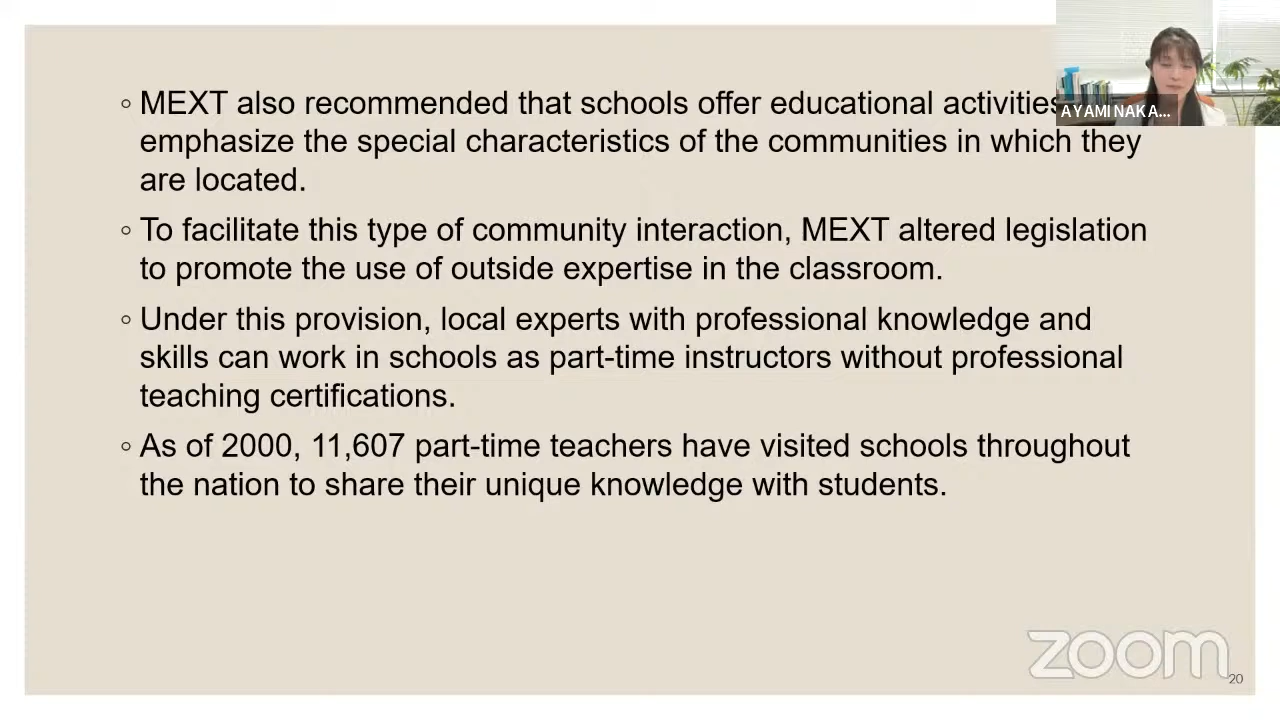 ◦ MEXT also recommended that schools offer educational activities
emphasize the special characteristics of the communities in which they
are located.
◦ To facilitate this type of community interaction, MEXT altered legislation
to promote the use of outside expertise in the classroom.
◦ Under this provision, local experts with professional knowledge and
skills can work in schools as part-time instructors without professional
teaching certifications.
◦ As of 2000, 11,607 part-time teachers have visited schools throughout
the nation to share their unique knowledge with students.
AYAMI NAKA...
zoom
20